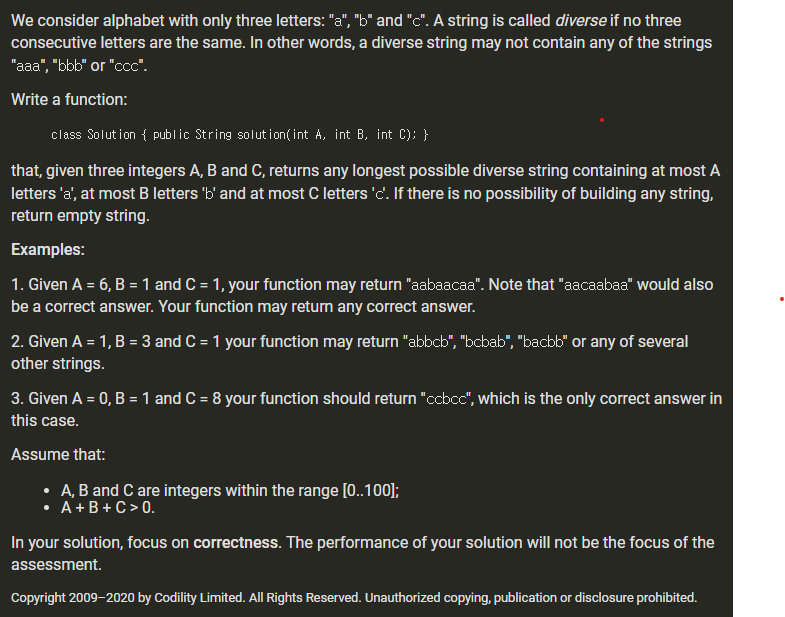 We consider alphabet with only three letters: "a", "b" and "c". A string is called diverse if no three
consecutive letters are the same. In other words, a diverse string may not contain any of the strings
"aaa", "bbb" or "ccc".
Write a function:
class Solution { public String solution(int A, int B, int C); }
that, given three integers A, B and C, returns any longest possible diverse string containing at most A
letters 'a', at most B letters 'b' and at most C letters 'c'. If there is no possibility of building any string,
return empty string.
Examples:
1. Given A = 6, B = 1 and C = 1, your function may return "aabaacaa". Note that "aacaabaa" would also
be a correct answer. Your function may return any correct answer.
2. Given A = 1, B = 3 and C = 1 your function may return "abbcb", "bcbab", "bacbb" or any of several
other strings.
3. Given A = 0, B = 1 and C = 8 your function should return "ccbcc", which is the only correct answer in
this case.
Assume that:
• A, B and C are integers within the range [0..100];
• A + B + C > 0.
In your solution, focus on correctness. The performance of your solution will not be the focus of the
assessment.
Copyright 2009–2020 by Codility Limited. All Rights Reserved. Unauthorized copying, publication or disclosure prohibited.